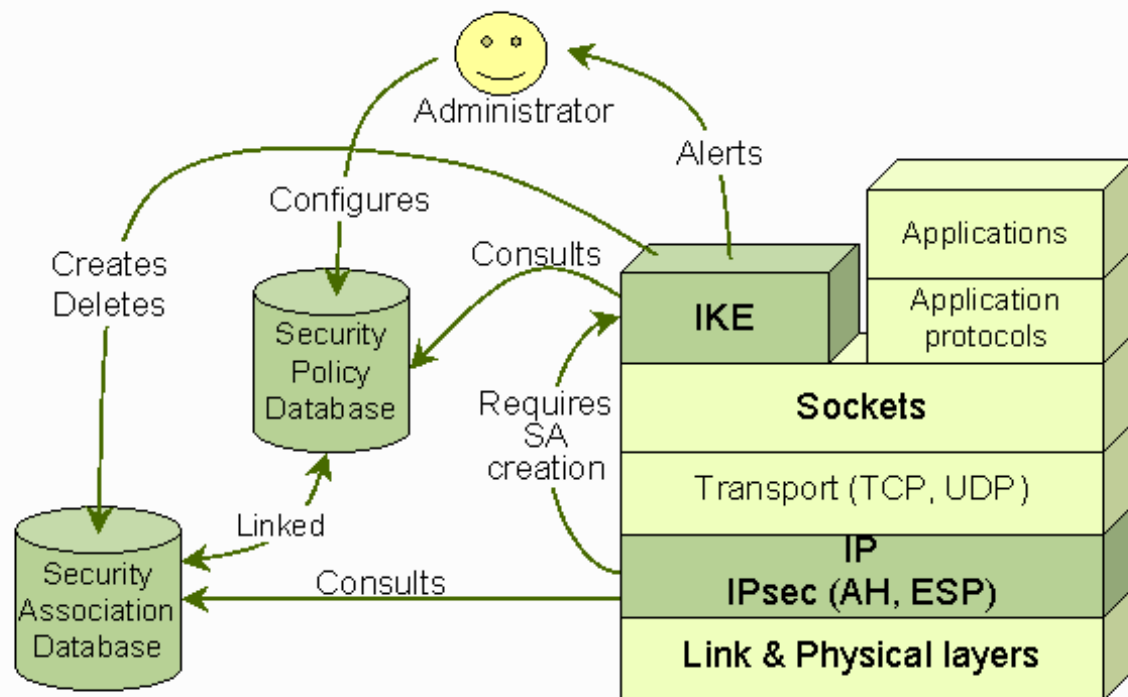 Administrator
Alerts
Configures
Creates
Deletes
Consults
Security
Policy
Database
IKE
Applications
Application
protocols
Requires
SA
creation
Sockets
Transport (TCP, UDP)
Linked
IP
IPsec (AH, ESP)
Security
Association
Database
Consults
Link & Physical layers